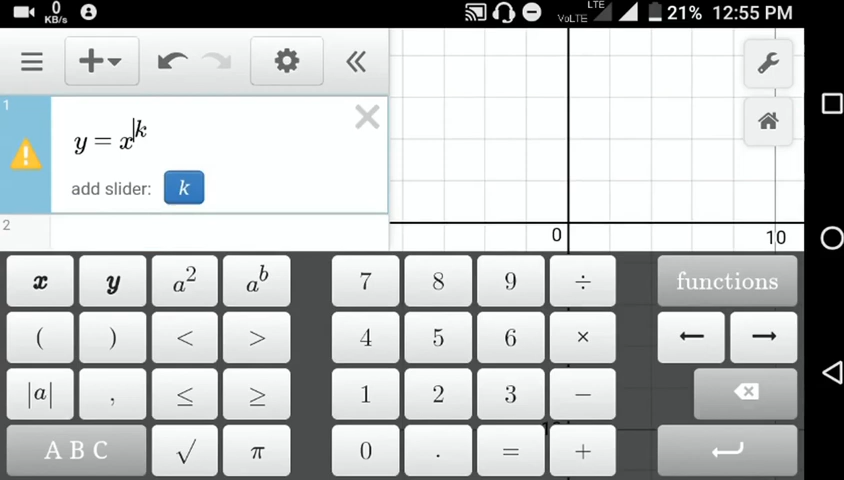 0 KB/s VoLTE LTE 21% 12:55 PM
1
y = x^k
add slider: k
2
0 10
x y a² a^b 7 8 9 ÷ functions
( ) < > 4 5 6 × ← →
|a| , ≤ ≥ 1 2 3 −
A B C √ π 0 . = +